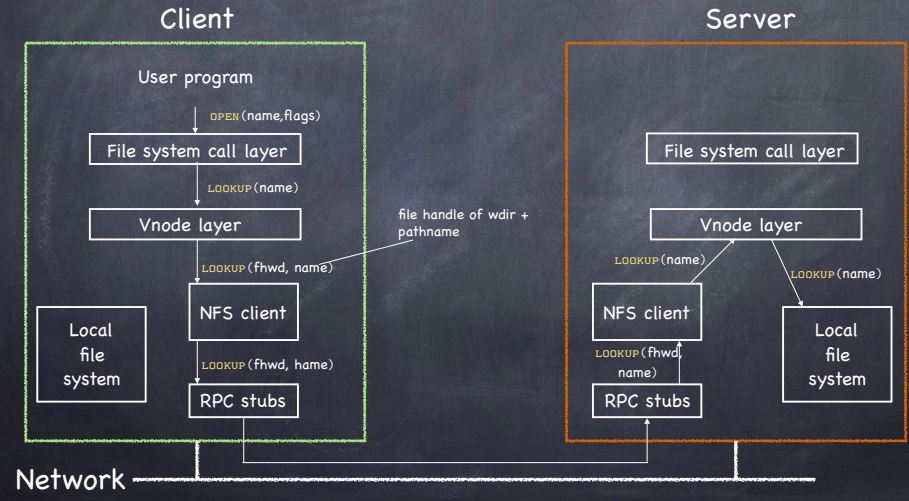 Client
Server
User program
OPEN(name,flags)
File system call layer
LOOKUP(name)
Vnode layer
file handle of wdir +
pathname
LOOKUP(fhwd, name)
NFS client
Local
file
system
LOOKUP(fhwd, hame)
RPC stubs
File system call layer
Vnode layer
LOOKUP(name)
LOOKUP(name)
NFS client
Local
file
system
LOOKUP(fhwd,
name)
RPC stubs
Network